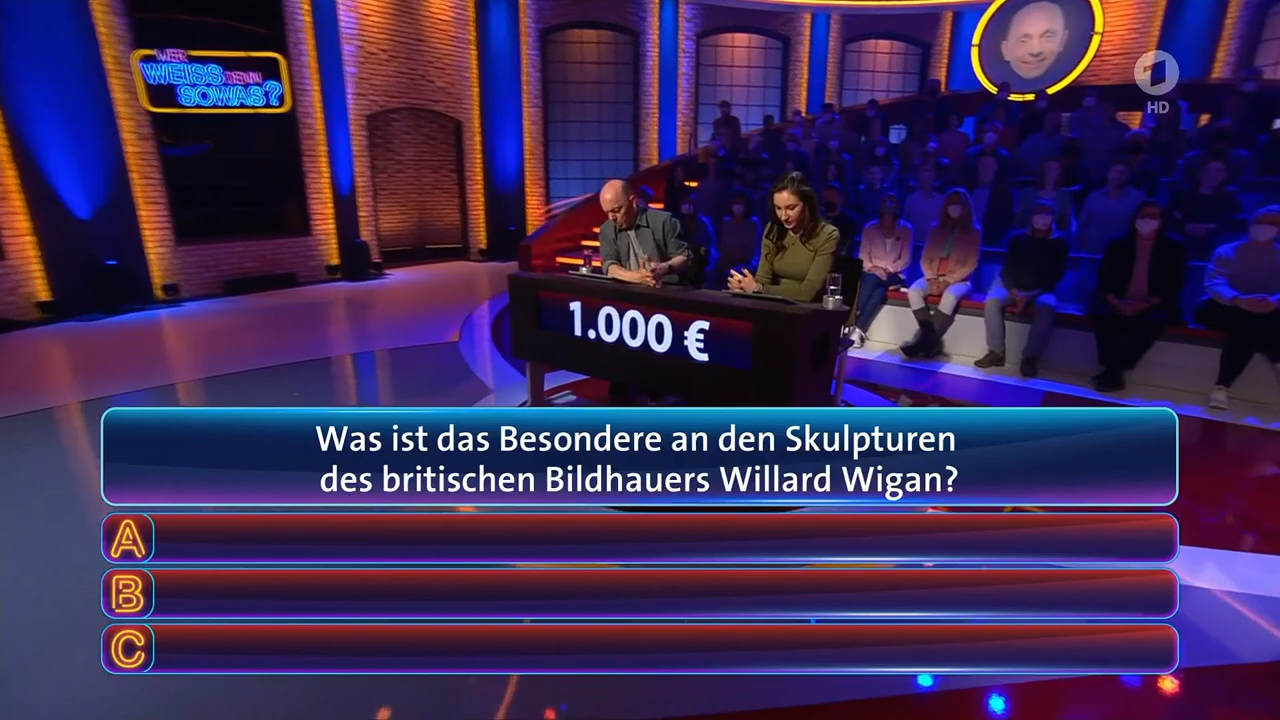 WER
WEISS DENN
SOWAS?
1
HD
1.000 €
Was ist das Besondere an den Skulpturen
des britischen Bildhauers Willard Wigan?
A
B
C